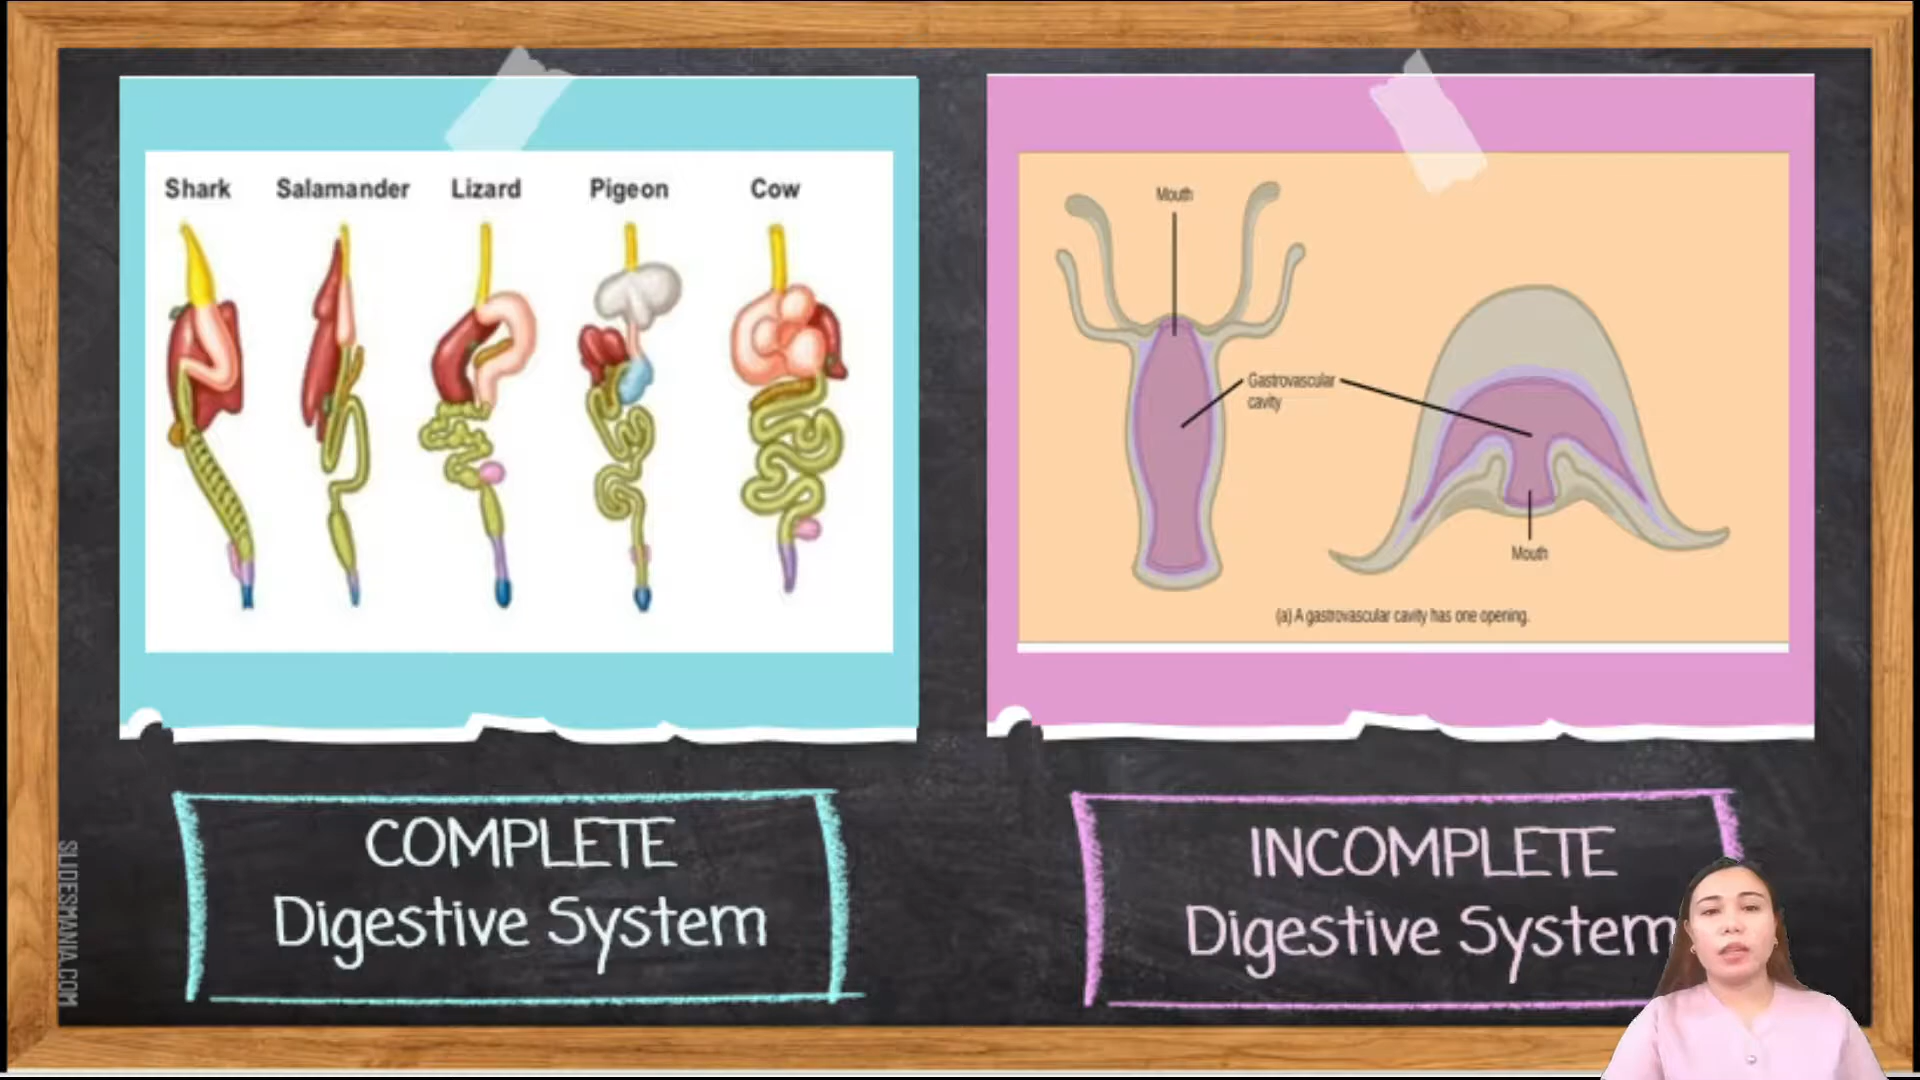 Shark Salamander Lizard Pigeon Cow
Mouth
Gastrovascular
cavity
Mouth
(a) A gastrovascular cavity has one opening.
COMPLETE
Digestive System
INCOMPLETE
Digestive System
SLIDESMANIA.COM